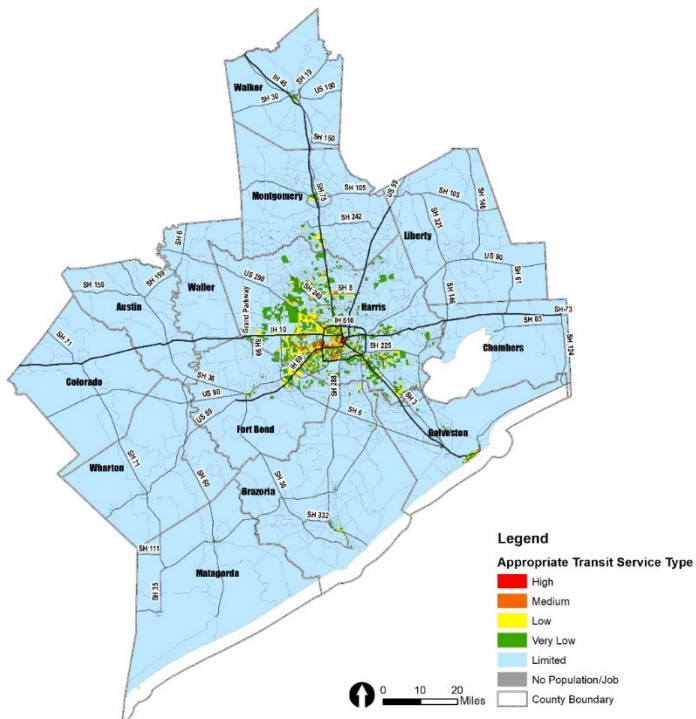 IH 45
SH 19
Walker
SH 30
US 190
SH 150
Montgomery
SH 75
SH 105
US 59
SH 105
SH 146
SH 242
SH 321
Liberty
SH 6
US 290
US 90
SH 61
SH 159
SH 159
Waller
Grand Parkway
SH 249
SH 8
Harris
SH 146
Austin
IH 610
SH 73
SH 65
SH 71
IH 10
SH 99
SH 225
Chambers
SH 124
Colorado
SH 36
IH 69
SH 288
SH 3
US 90
US 59
SH 6
Fort Bend
Galveston
Wharton
SH 71
SH 60
Brazoria
SH 36
SH 332
SH 111
SH 35
Matagorda
Legend
Appropriate Transit Service Type
High
Medium
Low
Very Low
Limited
No Population/Job
County Boundary
0 10 20
Miles